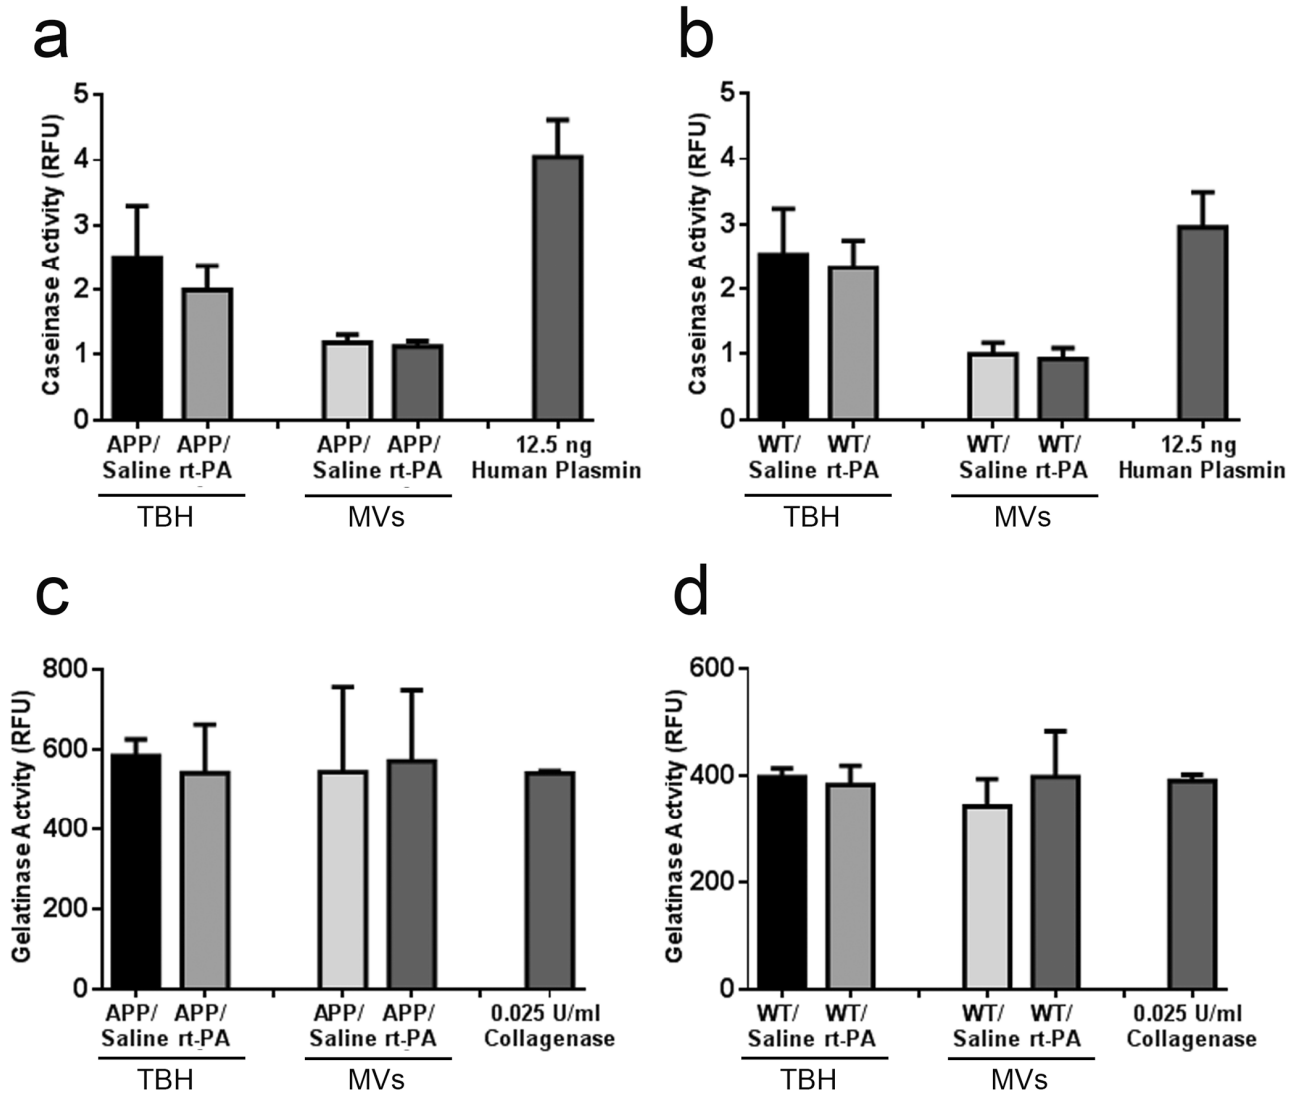 a
Caseinase Activity (RFU)
5
4
3
2
1
0
APP/ APP/ APP/ APP/ 12.5 ng
Saline rt-PA Saline rt-PA Human Plasmin
TBH MVs
b
Caseinase Activity (RFU)
5
4
3
2
1
0
WT/ WT/ WT/ WT/ 12.5 ng
Saline rt-PA Saline rt-PA Human Plasmin
TBH MVs
c
Gelatinase Actvity (RFU)
800
600
400
200
0
APP/ APP/ APP/ APP/ 0.025 U/ml
Saline rt-PA Saline rt-PA Collagenase
TBH MVs
d
Gelatinase Actvity (RFU)
600
400
200
0
WT/ WT/ WT/ WT/ 0.025 U/ml
Saline rt-PA Saline rt-PA Collagenase
TBH MVs